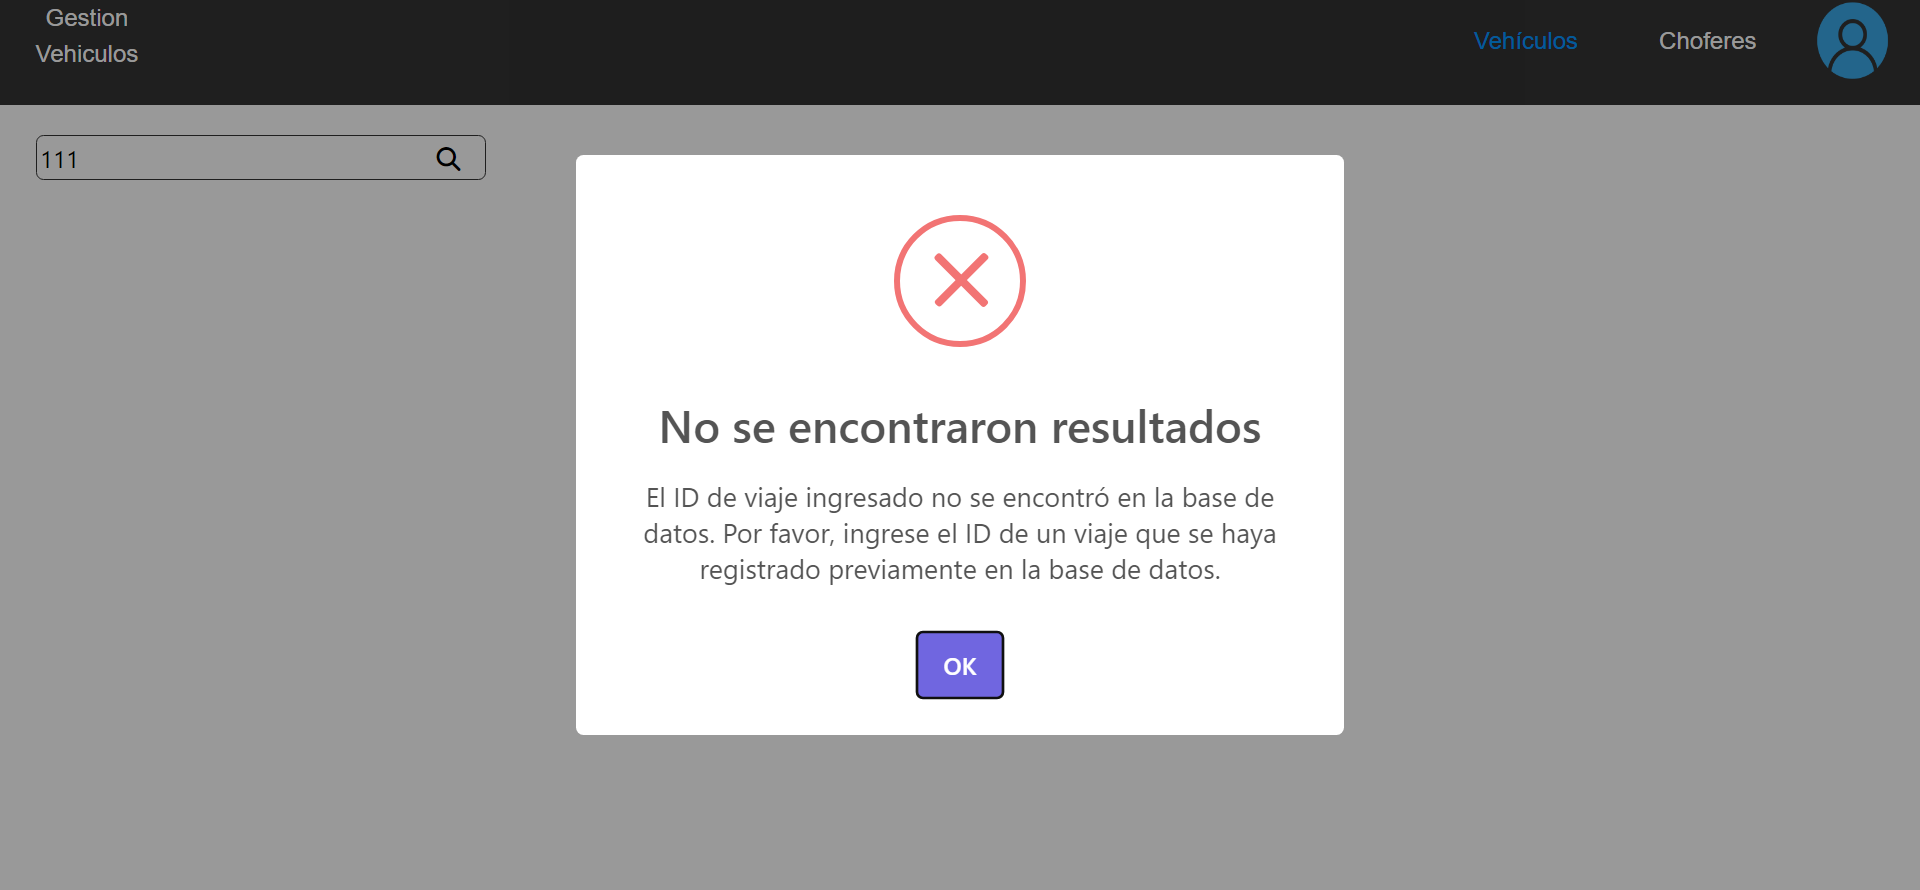 Gestion
Vehiculos
Vehículos
Choferes
111
No se encontraron resultados
El ID de viaje ingresado no se encontró en la base de
datos. Por favor, ingrese el ID de un viaje que se haya
registrado previamente en la base de datos.
OK